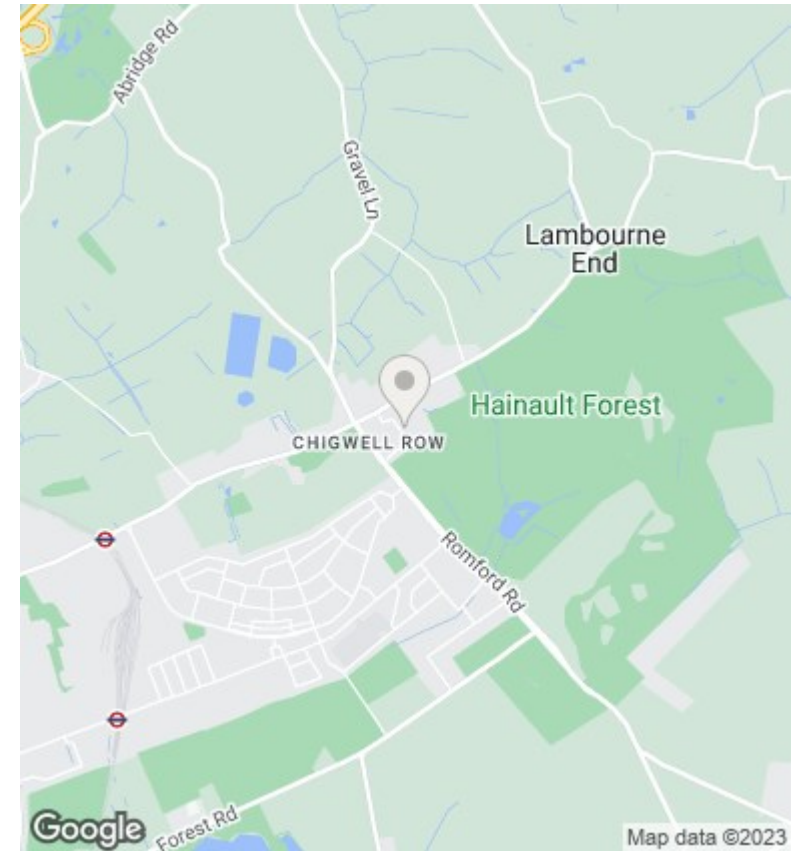 Abridge Rd
Gravel Ln
Lambourne
End
Hainault Forest
CHIGWELL ROW
Romford Rd
Forest Rd
Google
Map data ©2023